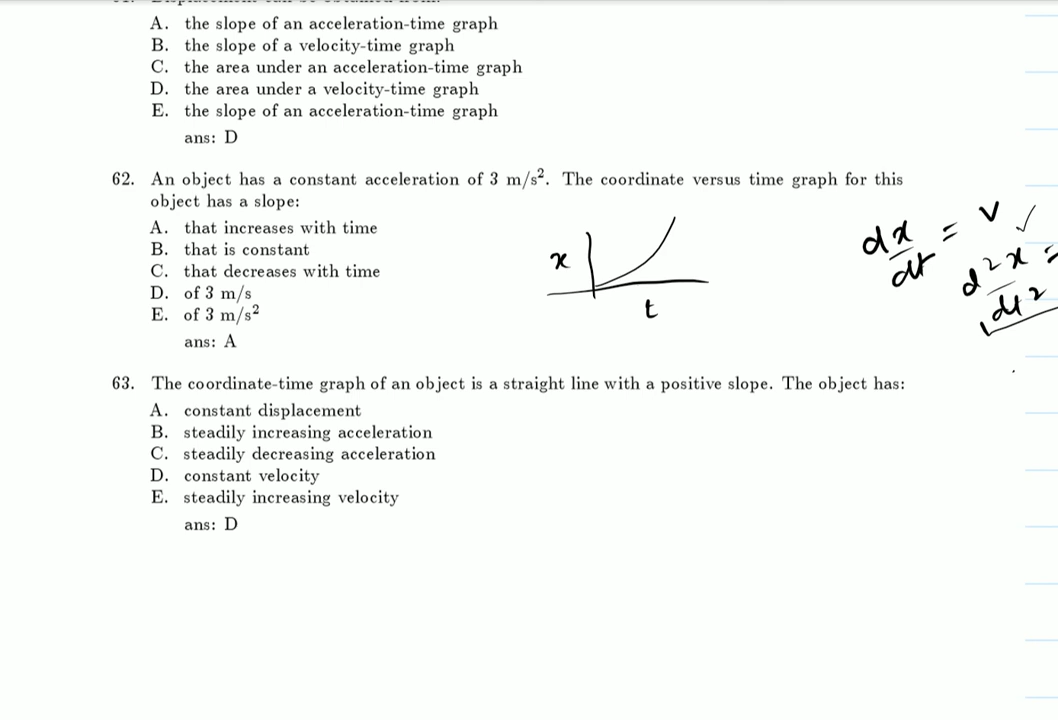 A. the slope of an acceleration-time graph
B. the slope of a velocity-time graph
C. the area under an acceleration-time graph
D. the area under a velocity-time graph
E. the slope of an acceleration-time graph
ans: D
62. An object has a constant acceleration of 3 m/s². The coordinate versus time graph for this
object has a slope:
A. that increases with time
B. that is constant
C. that decreases with time
D. of 3 m/s
E. of 3 m/s²
ans: A
x
t
dx/dt = v ✓
d²x/dt² =
63. The coordinate-time graph of an object is a straight line with a positive slope. The object has:
A. constant displacement
B. steadily increasing acceleration
C. steadily decreasing acceleration
D. constant velocity
E. steadily increasing velocity
ans: D